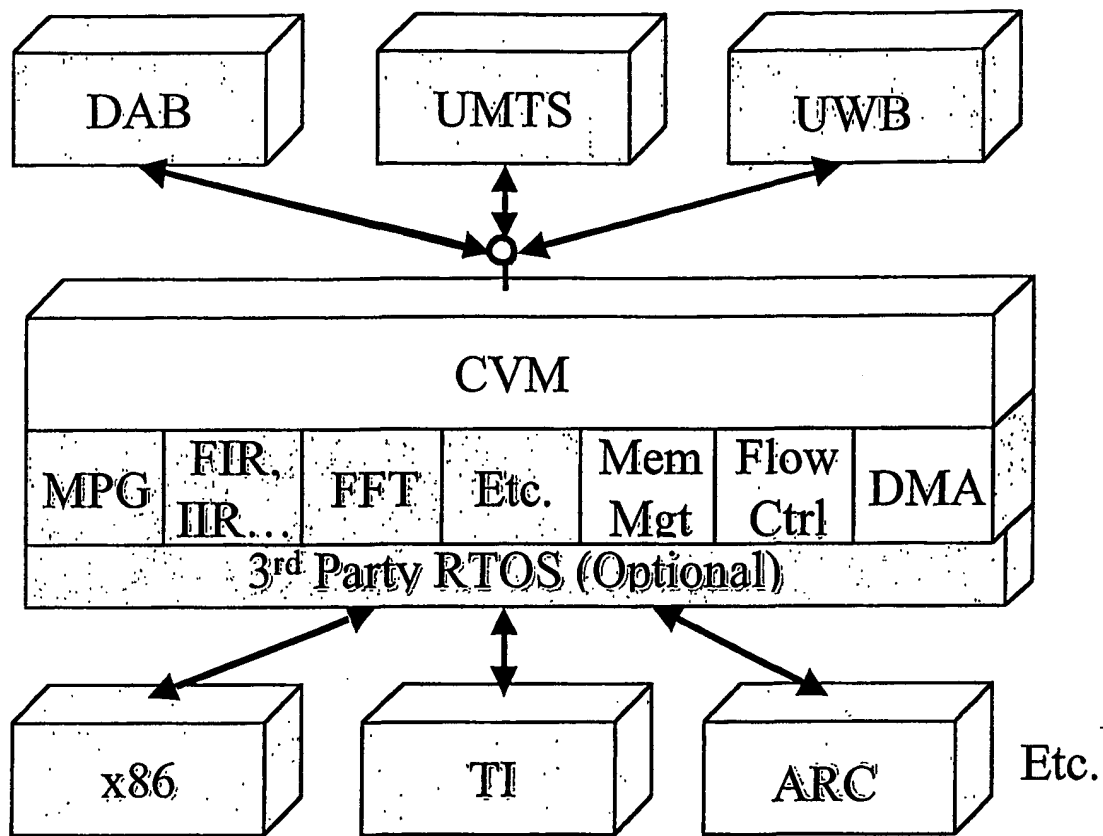 DAB
UMTS
UWB
CVM
MPG
FIR,
IIR...
FFT
Etc.
Mem
Mgt
Flow
Ctrl
DMA
3rd Party RTOS (Optional)
x86
TI
ARC
Etc.